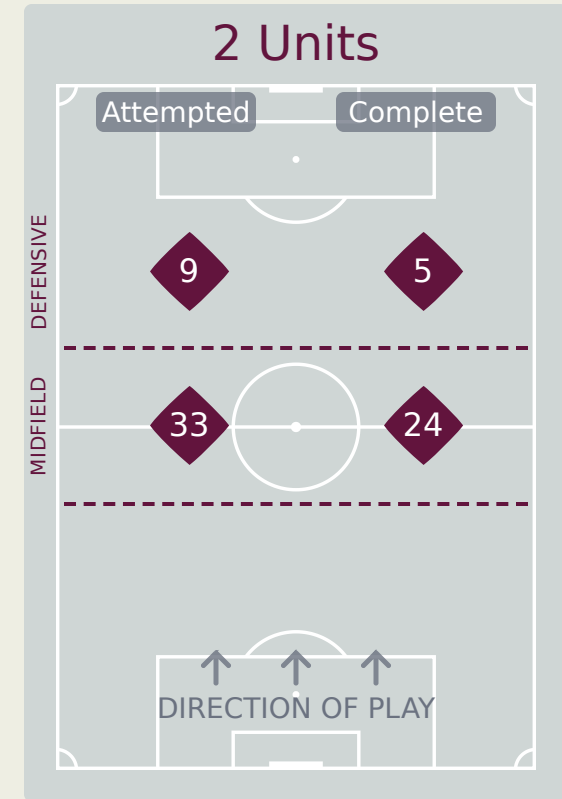 2 Units
Attempted Complete
DEFENSIVE
9 5
MIDFIELD
33 24
DIRECTION OF PLAY